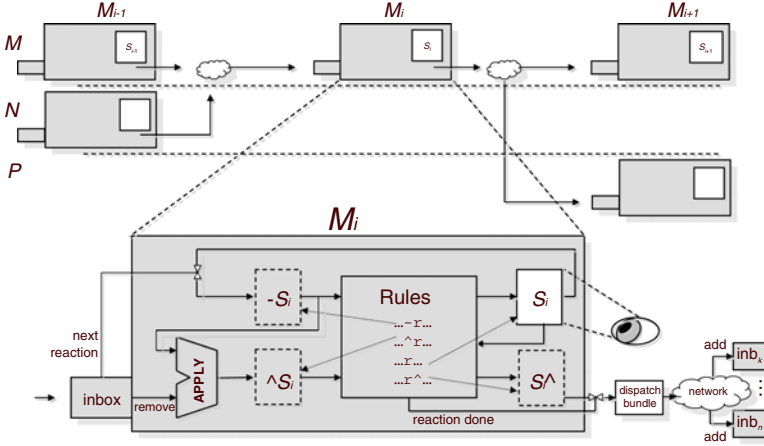 Mi-1
Mi
Mi+1
M
si-1
si
si+1
N
P
Mi
-Si
Rules
Si
…-r…
…^r…
…r…
…r^…
next
reaction
APPLY
^Si
S/^
inbox
remove
reaction done
dispatch
bundle
network
add
inbk
add
inbn